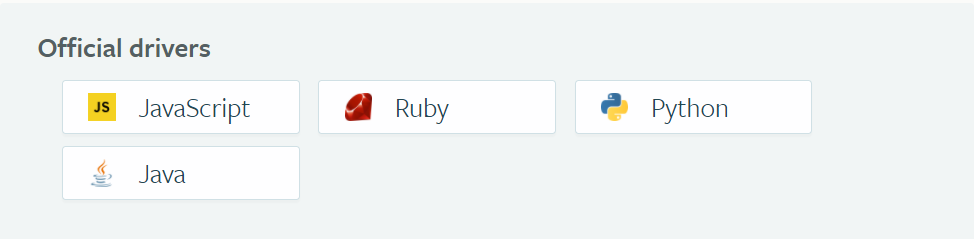 Official drivers
JS JavaScript Ruby Python
Java